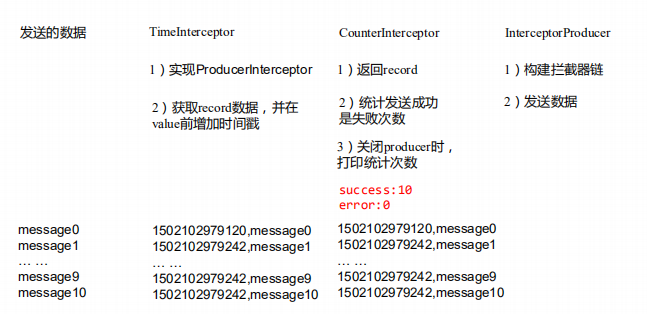 发送的数据
TimeInterceptor
1）实现ProducerInterceptor
2）获取record数据，并在
value前增加时间戳
CounterInterceptor
1）返回record
2）统计发送成功
是失败次数
3）关闭producer时，
打印统计次数
success:10
error:0
InterceptorProducer
1）构建拦截器链
2）发送数据
message0
message1
… …
message9
message10
1502102979120,message0
1502102979242,message1
… …
1502102979242,message9
1502102979242,message10
1502102979120,message0
1502102979242,message1
… …
1502102979242,message9
1502102979242,message10